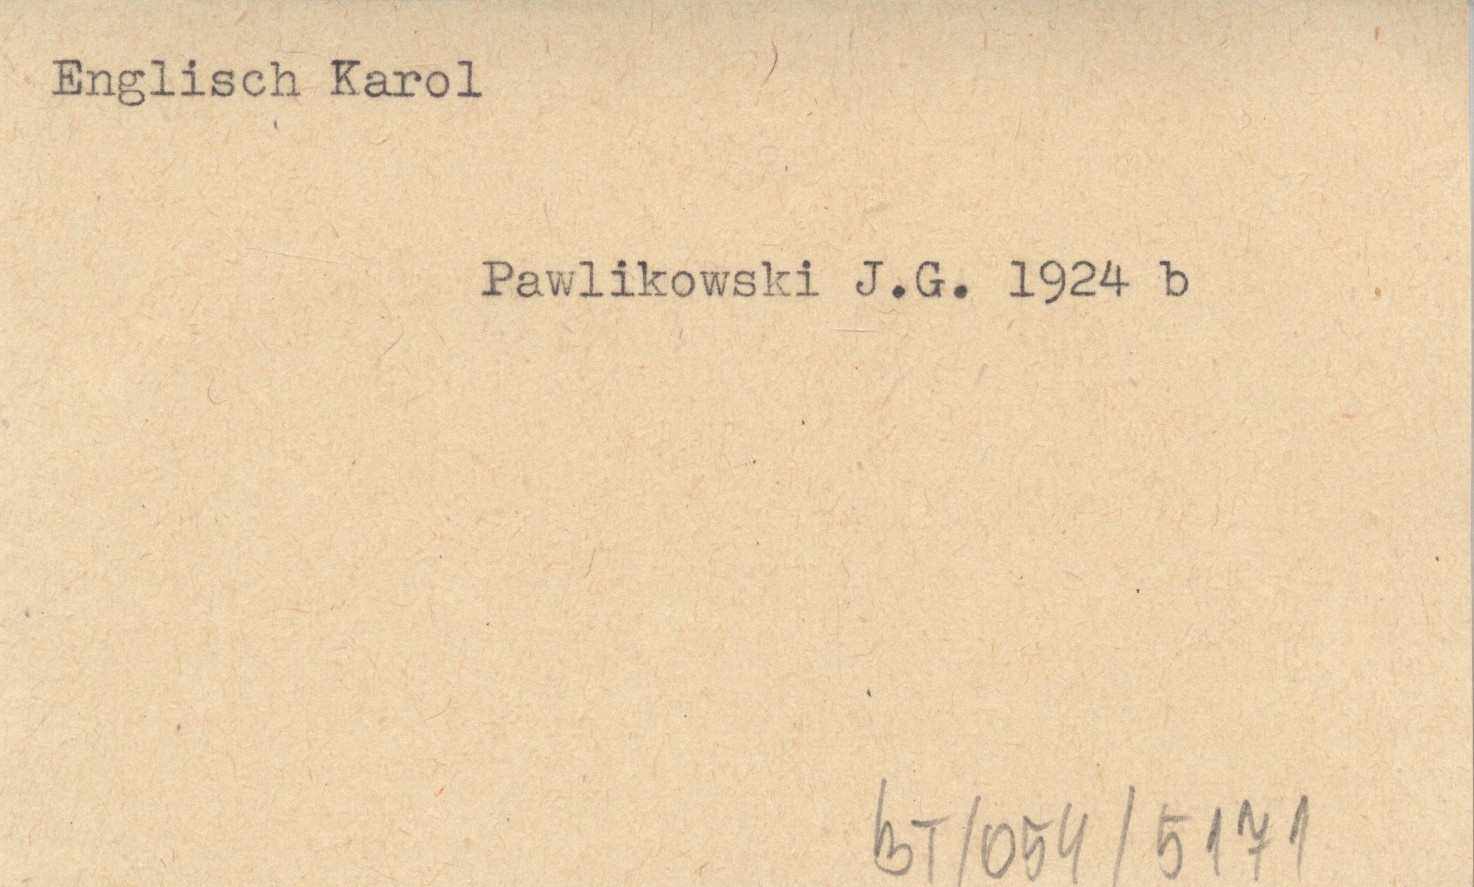 Englisch Karol
Pawlikowski J.G. 1924 b
BT/054/5171